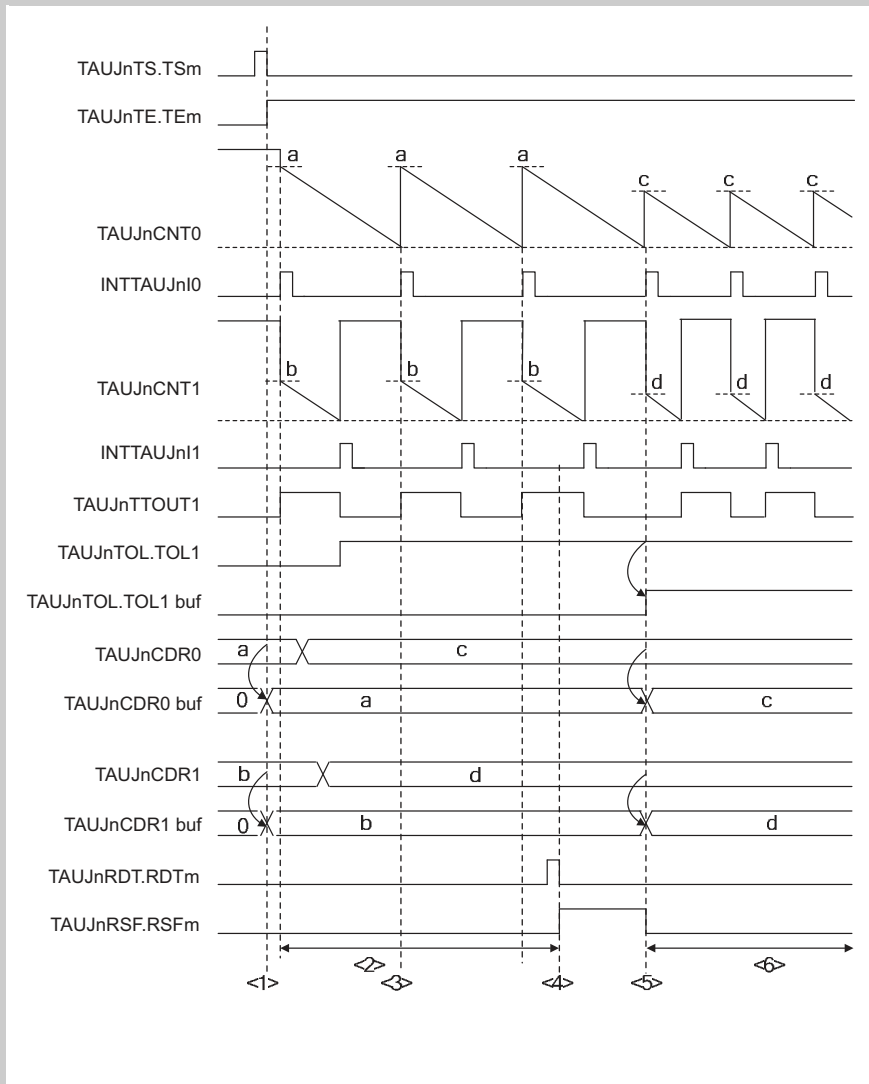 TAUJnTS.TSm
TAUJnTE.TEm
a a a c c c
TAUJnCNT0
INTTAUJnI0
b b b d d d
TAUJnCNT1
INTTAUJnI1
TAUJnTTOUT1
TAUJnTOL.TOL1
TAUJnTOL.TOL1 buf
TAUJnCDR0 a c
TAUJnCDR0 buf 0 a c
TAUJnCDR1 b d
TAUJnCDR1 buf 0 b d
TAUJnRDT.RDTm
TAUJnRSF.RSFm
<2> <6>
<1> <3> <4> <5>